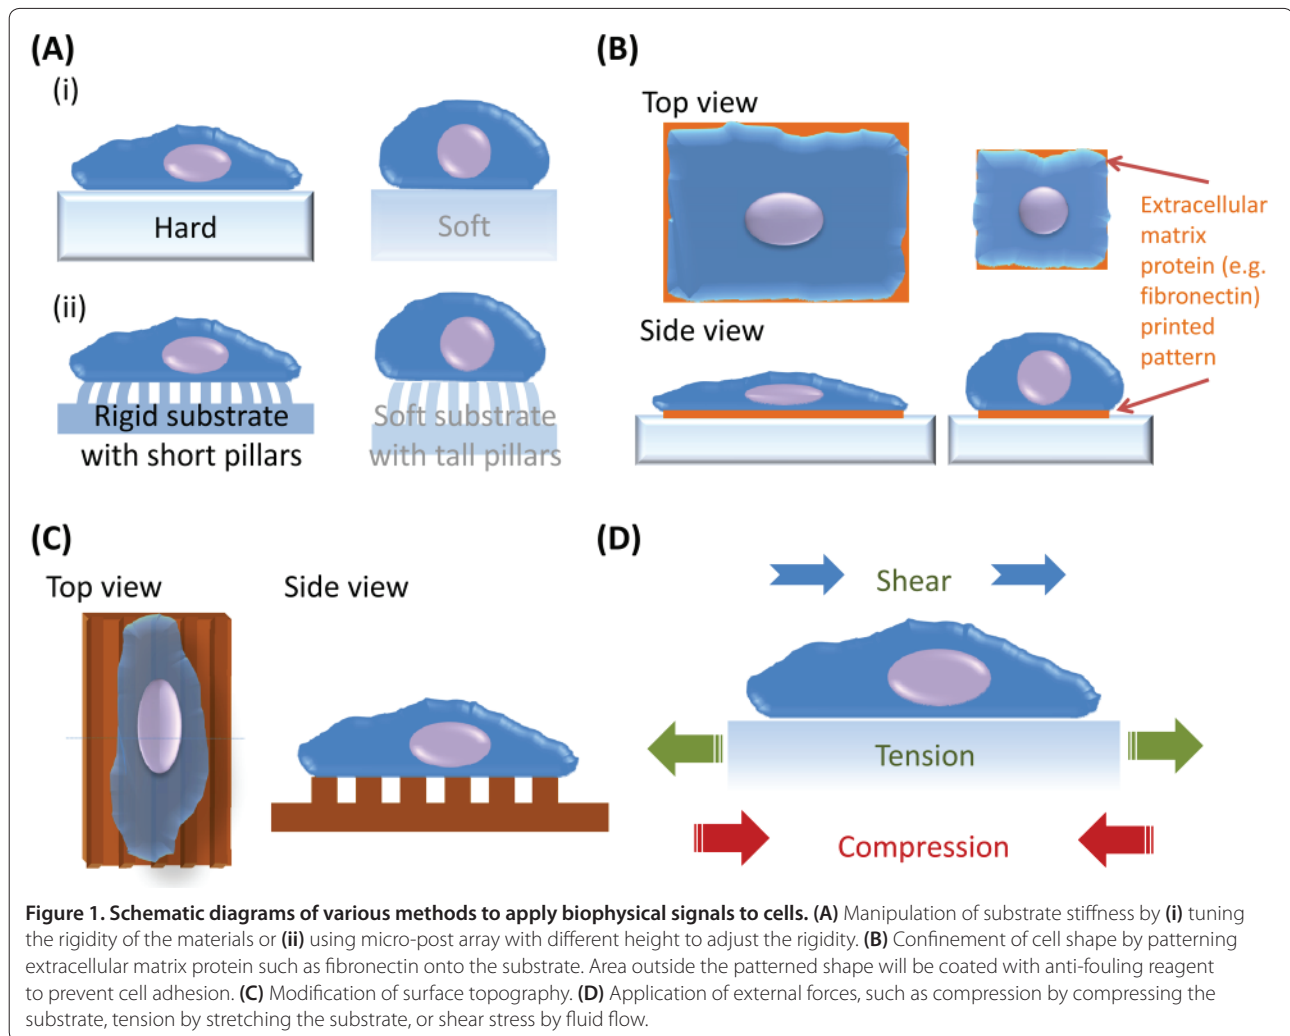 (A)
(i)
Hard
Soft
(ii)
Rigid substrate
with short pillars
Soft substrate
with tall pillars
(B)
Top view
Extracellular
matrix
protein (e.g.
fibronectin)
printed
pattern
Side view
(C)
Top view
Side view
(D)
Shear
Tension
Compression
Figure 1. Schematic diagrams of various methods to apply biophysical signals to cells. (A) Manipulation of substrate stiffness by (i) tuning
the rigidity of the materials or (ii) using micro-post array with different height to adjust the rigidity. (B) Confinement of cell shape by patterning
extracellular matrix protein such as fibronectin onto the substrate. Area outside the patterned shape will be coated with anti-fouling reagent
to prevent cell adhesion. (C) Modification of surface topography. (D) Application of external forces, such as compression by compressing the
substrate, tension by stretching the substrate, or shear stress by fluid flow.